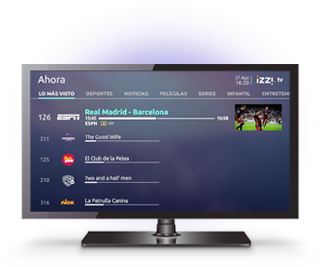 Ahora
27 Ago
16:20
izzi tv
LO MÁS VISTO DEPORTES NOTICIAS PELÍCULAS SERIES INFANTIL ENTRETENI
126 ESPN Real Madrid - Barcelona
15:45 16:58
ESPN HD
211 The Good Wife
125 El Club de la Pelea
210 Two and a half men
316 nick La Patrulla Canina